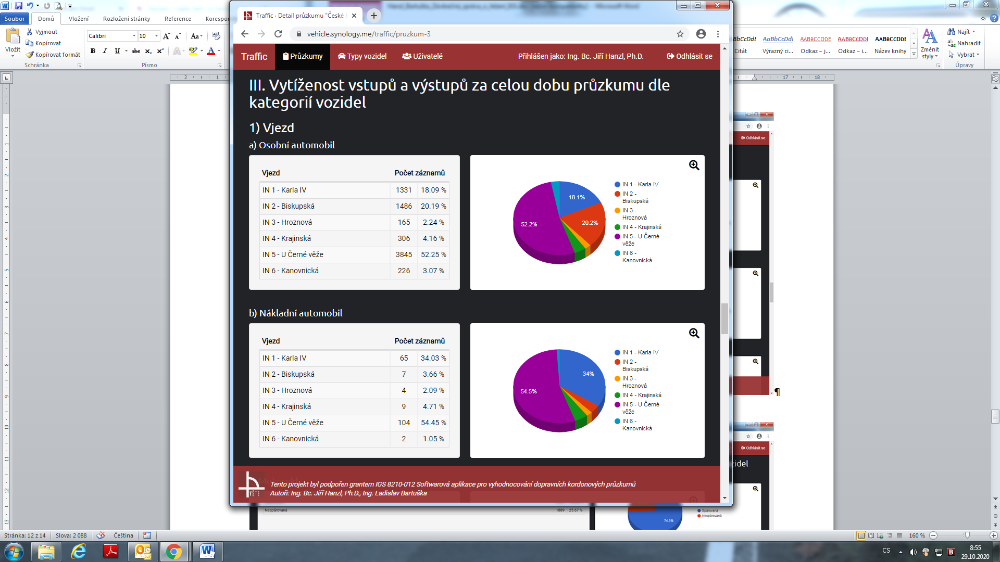 Soubor
Domů
Vložení
Rozložení stránky
Reference
Korespon
Vložit
Vyjmout
Kopírovat
Kopírovat formát
Schránka
Calibri
10
Písmo
Citát
Výrazný ci...
Odkaz – j...
Odkaz – i...
Název knihy
Změnit styly
Najít
Nahradit
Vybrat
Úpravy
Traffic · Detail průzkumu "České
vehicle.synology.me/traffic/pruzkum-3
Traffic
Průzkumy
Typy vozidel
Uživatelé
Přihlášen jako: Ing. Bc. Jiří Hanzl, Ph.D.
Odhlásit se
III. Vytíženost vstupů a výstupů za celou dobu průzkumu dle
kategorií vozidel
1) Vjezd
a) Osobní automobil
Vjezd Počet záznamů
IN 1 - Karla IV 1331 18.09 %
IN 2 - Biskupská 1486 20.19 %
IN 3 - Hroznová 165 2.24 %
IN 4 - Krajinská 306 4.16 %
IN 5 - U Černé věže 3845 52.25 %
IN 6 - Kanovnická 226 3.07 %
18.1%
20.2%
52.2%
IN 1 - Karla IV
IN 2 -
Biskupská
IN 3 -
Hroznová
IN 4 - Krajinská
IN 5 - U Černé
věže
IN 6 -
Kanovnická
b) Nákladní automobil
Vjezd Počet záznamů
IN 1 - Karla IV 65 34.03 %
IN 2 - Biskupská 7 3.66 %
IN 3 - Hroznová 4 2.09 %
IN 4 - Krajinská 9 4.71 %
IN 5 - U Černé věže 104 54.45 %
IN 6 - Kanovnická 2 1.05 %
34%
54.5%
IN 1 - Karla IV
IN 2 -
Biskupská
IN 3 -
Hroznová
IN 4 - Krajinská
IN 5 - U Černé
věže
IN 6 -
Kanovnická
VŠTE
Tento projekt byl podpořen grantem IGS 8210-012 Softwarová aplikace pro vyhodnocování dopravních kordonových průzkumů
Autoři: Ing. Bc. Jiří Hanzl, Ph.D., Ing. Ladislav Bartuška
Odhlásit se
Odhlásit se
zidel
Nespárovaná 1889 25.67 %
74.3%
Spárovaná
Nespárovaná
Stránka: 12 z 14
Slova: 2 088
Čeština
160 %
CS
8:55
29.10.2020